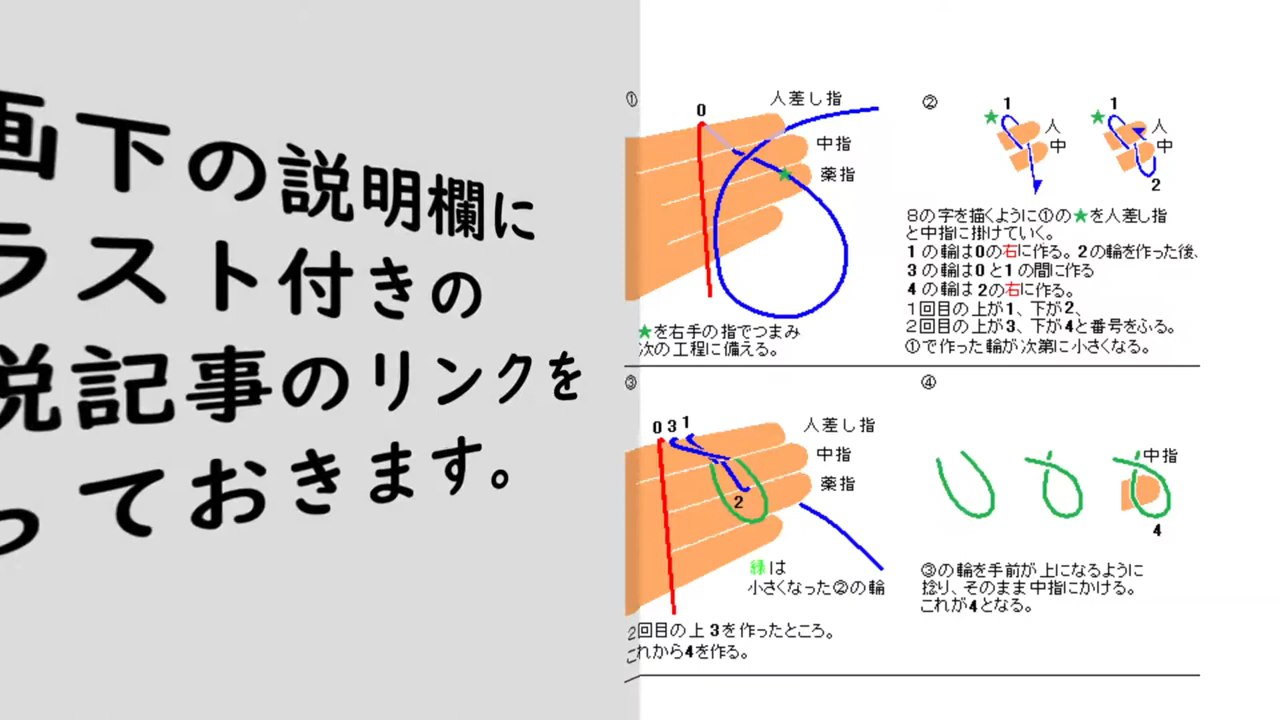 画下の説明欄に
ラスト付きの
説記事のリンクを
っておきます。
①
0
人差し指
中指
薬指
★を右手の指でつまみ
次の工程に備える。
②
1
★
人
中
1
★
人
中
2
8の字を描くように①の★を人差し指
と中指に掛けていく。
1の輪は0の右に作る。2の輪を作った後、
3の輪は0と1の間に作る
4の輪は2の右に作る。
1回目の上が1、下が2、
2回目の上が3、下が4と番号をふる。
①で作った輪が次第に小さくなる。
③
0 3 1
人差し指
中指
薬指
2
緑は
小さくなった②の輪
2回目の上3を作ったところ。
これから4を作る。
④
中指
4
③の輪を手前が上になるように
捻り、そのまま中指にかける。
これが4となる。